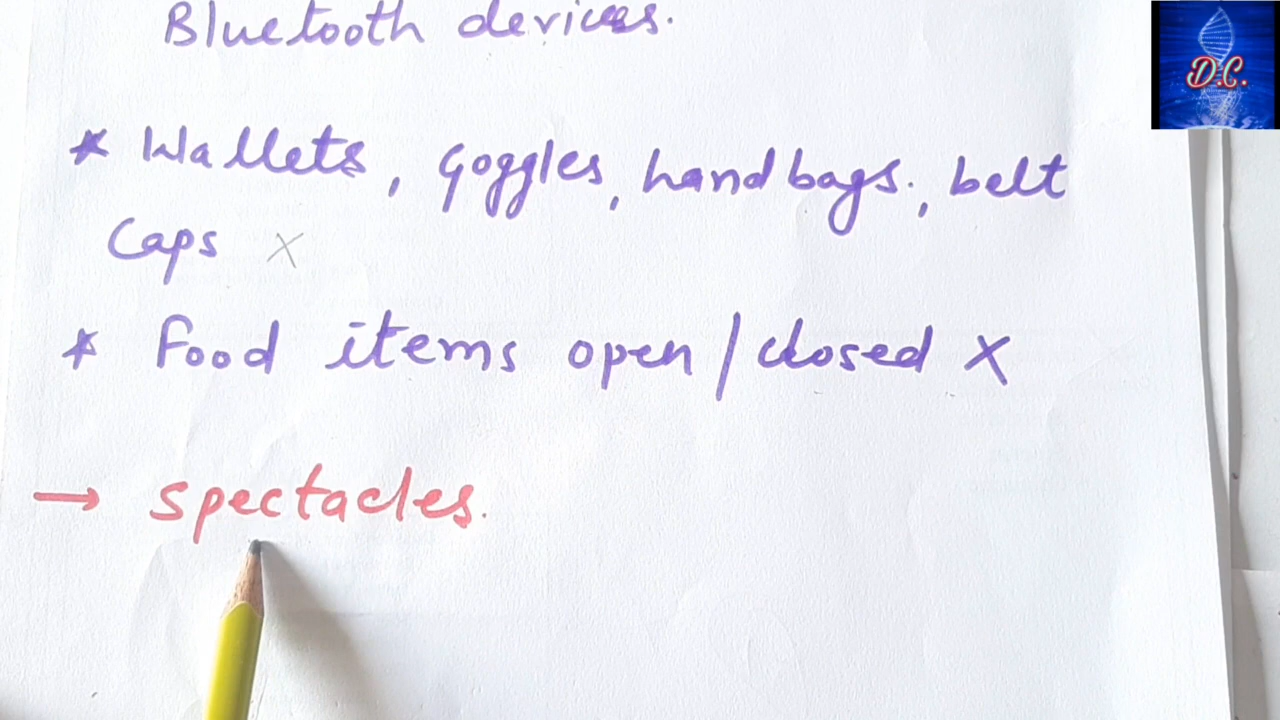 Bluetooth devices.
D.C.
* Wallets, goggles, handbags., belt
Caps X
* Food items open / closed X
→ spectacles.